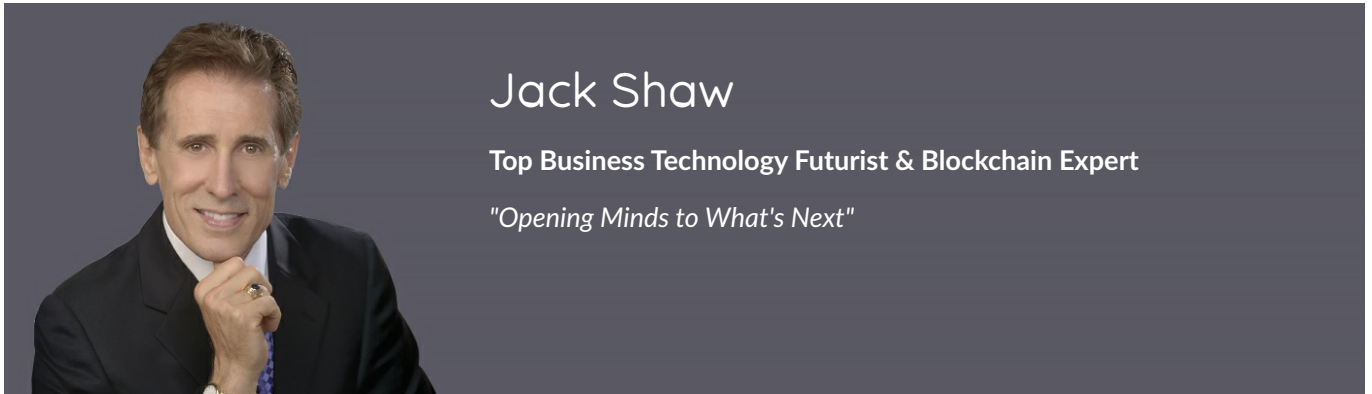 Jack Shaw
Top Business Technology Futurist & Blockchain Expert
"Opening Minds to What's Next"